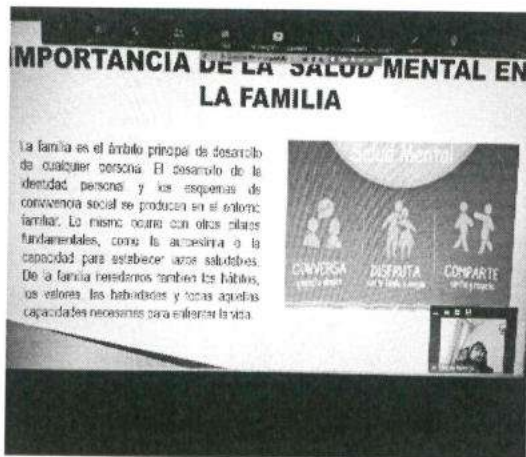 IMPORTANCIA DE LA SALUD MENTAL EN
LA FAMILIA
La familia es el ámbito principal de desarrollo
de cualquier persona. El desarrollo de la
identidad personal y los esquemas de
convivencia social se producen en el entorno
familiar. Lo mismo ocurre con otros pilares
fundamentales, como la autoestima o la
capacidad para establecer lazos saludables.
De la familia heredamos también los hábitos,
los valores, las habilidades y todas aquellas
capacidades necesarias para enfrentar la vida.
Salud Mental
CONVERSA
DISFRUTA
COMPARTE